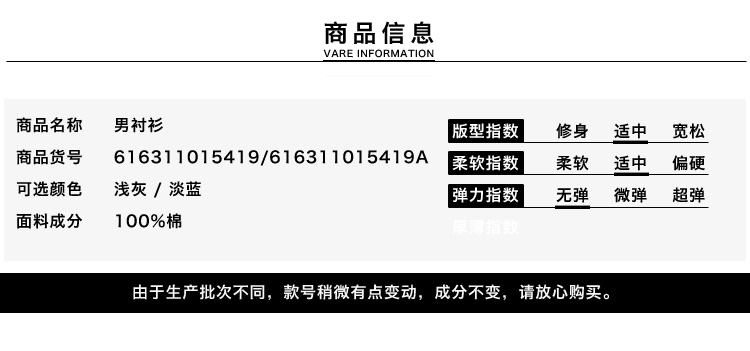 商品信息
VARE INFORMATION
商品名称 男衬衫
商品货号 616311015419/616311015419A
可选颜色 浅灰 / 淡蓝
面料成分 100%棉
版型指数 修身 适中 宽松
柔软指数 柔软 适中 偏硬
弹力指数 无弹 微弹 超弹
厚薄指数
由于生产批次不同，款号稍微有点变动，成分不变，请放心购买。